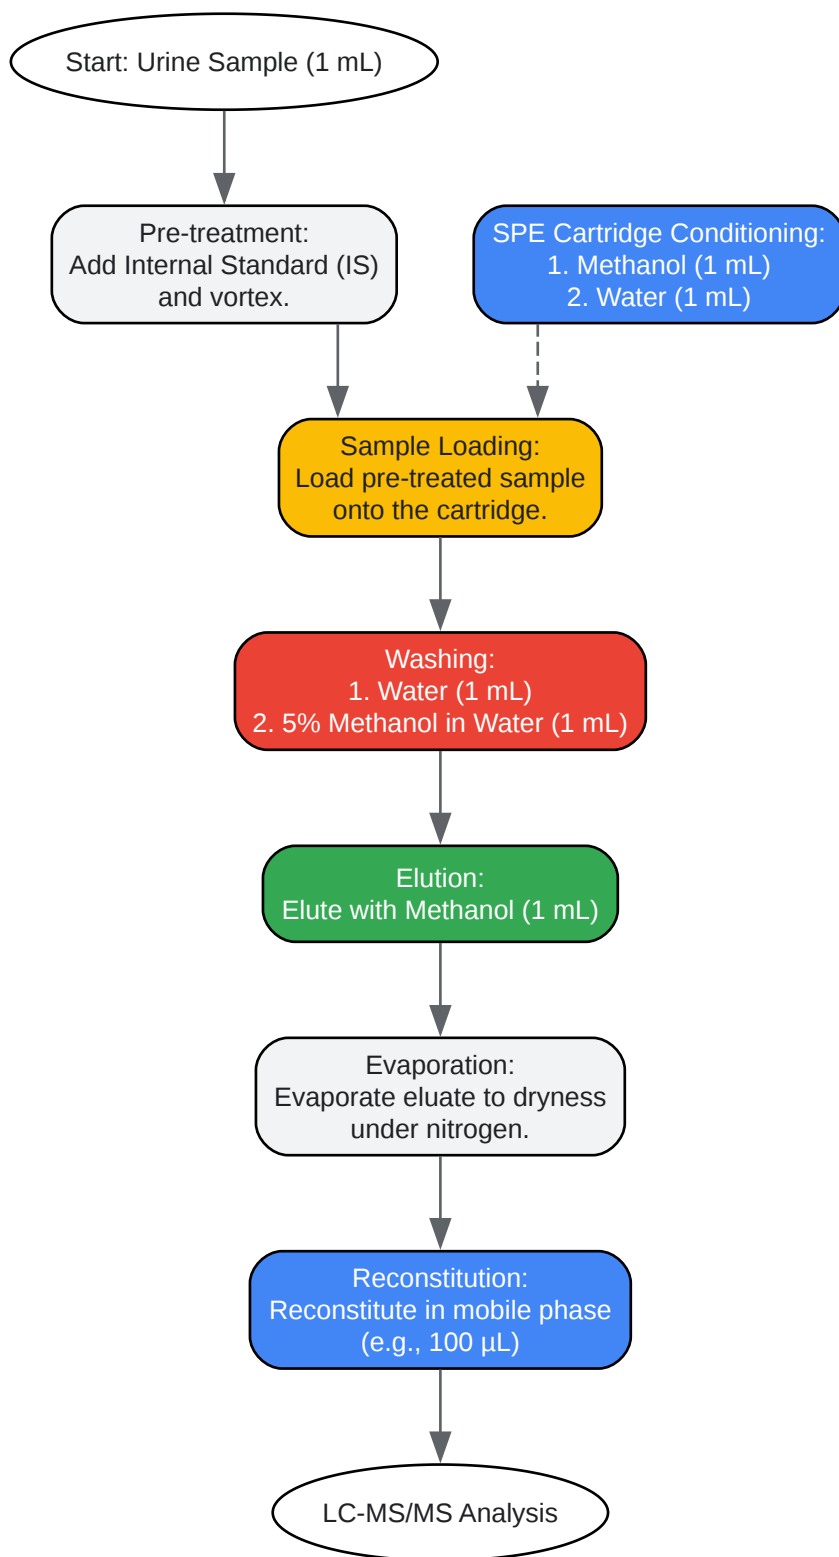 Start: Urine Sample (1 mL)
Pre-treatment:
Add Internal Standard (IS)
and vortex.
SPE Cartridge Conditioning:
1. Methanol (1 mL)
2. Water (1 mL)
Sample Loading:
Load pre-treated sample
onto the cartridge.
Washing:
1. Water (1 mL)
2. 5% Methanol in Water (1 mL)
Elution:
Elute with Methanol (1 mL)
Evaporation:
Evaporate eluate to dryness
under nitrogen.
Reconstitution:
Reconstitute in mobile phase
(e.g., 100 µL)
LC-MS/MS Analysis